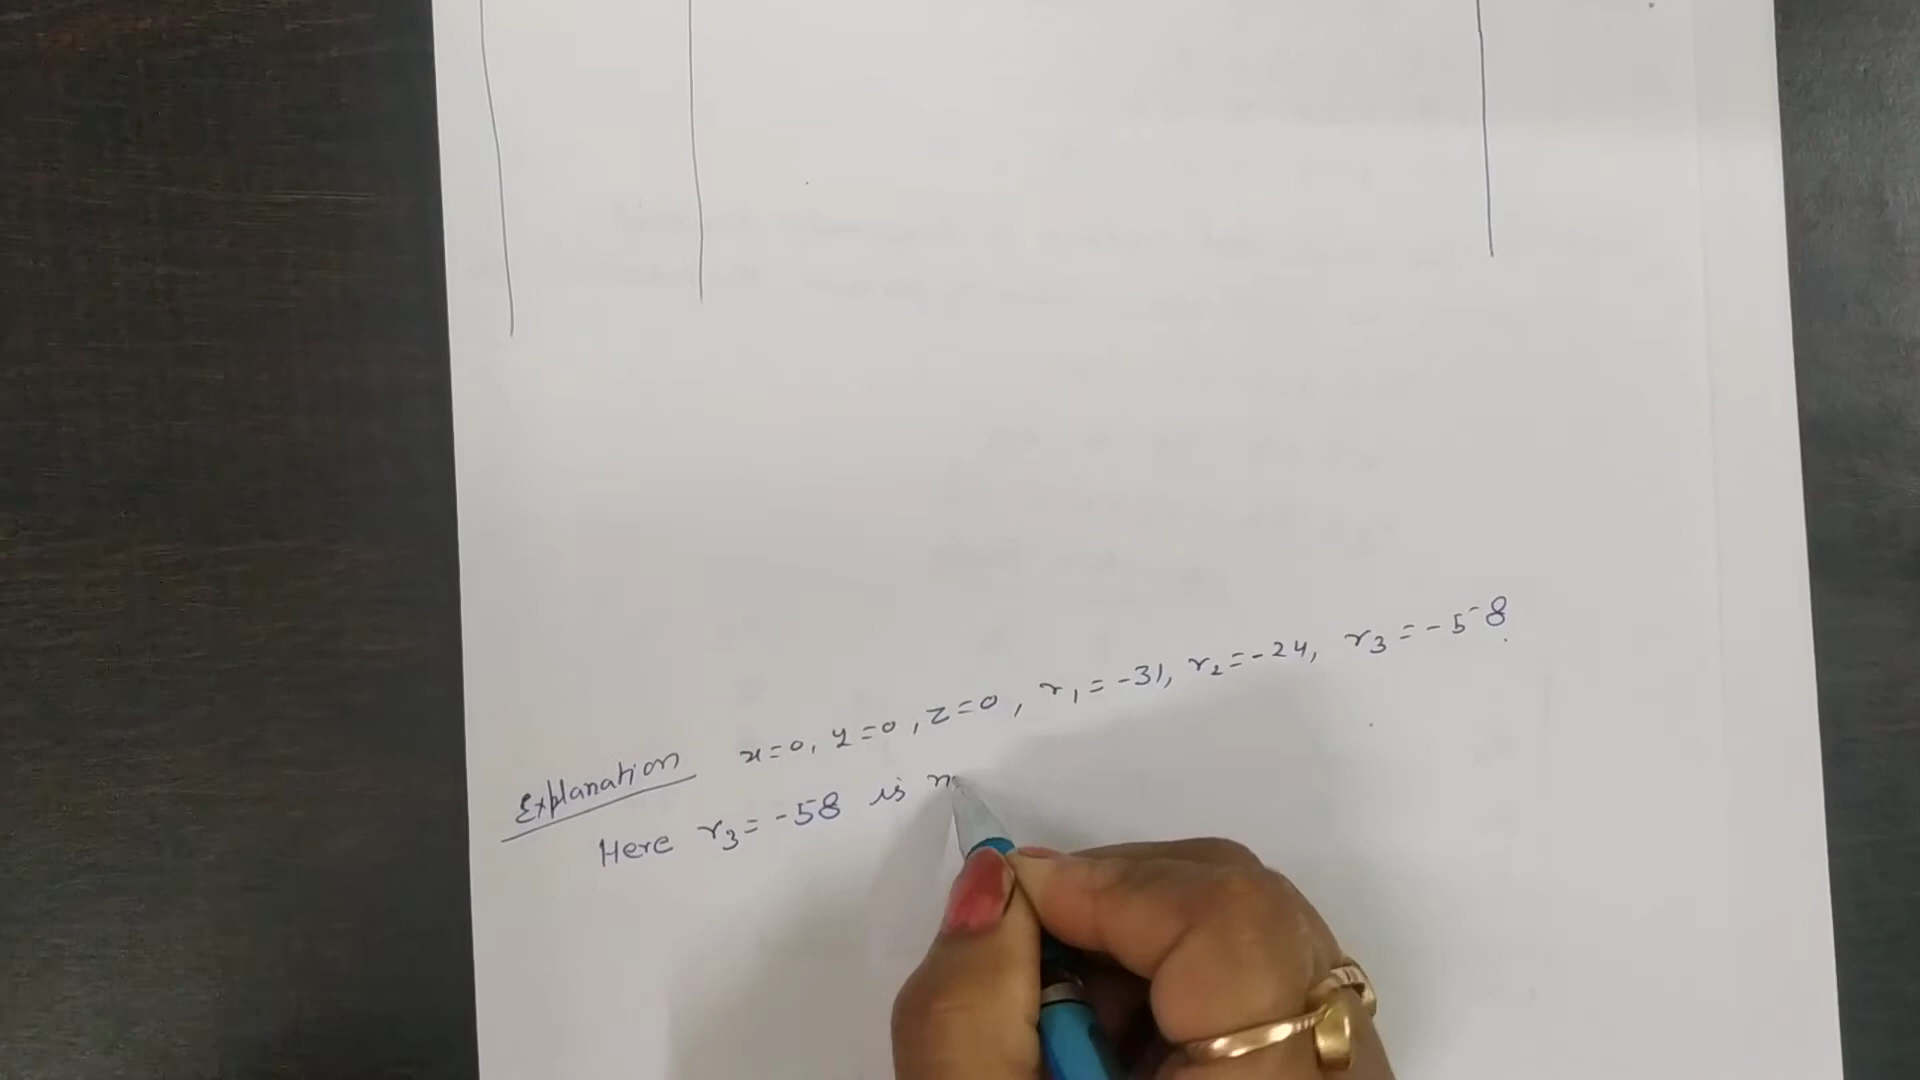 Explanation x=0, y=0, z=0, r₁=-31, r₂=-24, r₃=-58.
Here r₃=-58 is